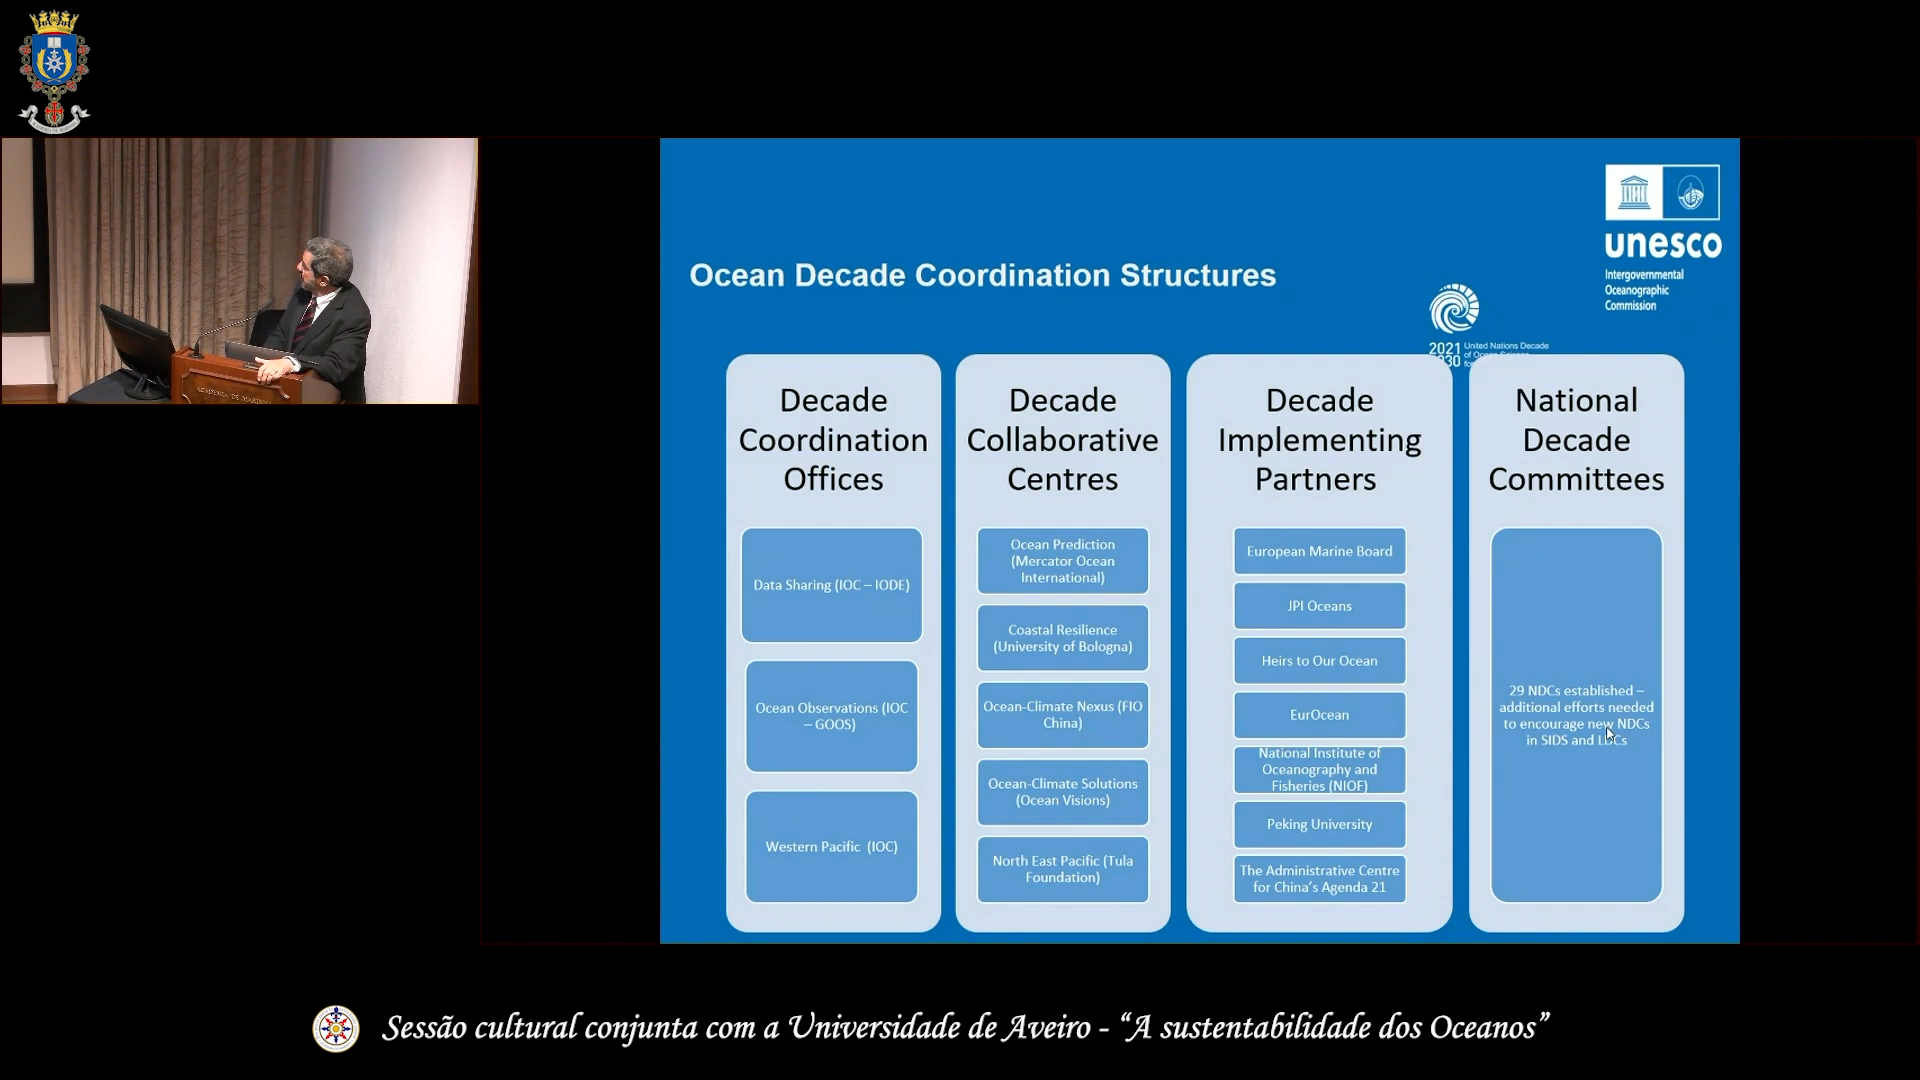 unesco
Intergovernmental
Oceanographic
Commission
Ocean Decade Coordination Structures
2021 United Nations Decade
Decade
Coordination
Offices
Data Sharing (IOC – IODE)
Ocean Observations (IOC
– GOOS)
Western Pacific (IOC)
Decade
Collaborative
Centres
Ocean Prediction
(Mercator Ocean
International)
Coastal Resilience
(University of Bologna)
Ocean-Climate Nexus (FIO
China)
Ocean-Climate Solutions
(Ocean Visions)
North East Pacific (Tula
Foundation)
Decade
Implementing
Partners
European Marine Board
JPI Oceans
Heirs to Our Ocean
EurOcean
National Institute of
Oceanography and
Fisheries (NIOF)
Peking University
The Administrative Centre
for China's Agenda 21
National
Decade
Committees
29 NDCs established –
additional efforts needed
to encourage new NDCs
in SIDS and LDCs
ACADEMIA DE MARINHA
Sessão cultural conjunta com a Universidade de Aveiro - “A sustentabilidade dos Oceanos”